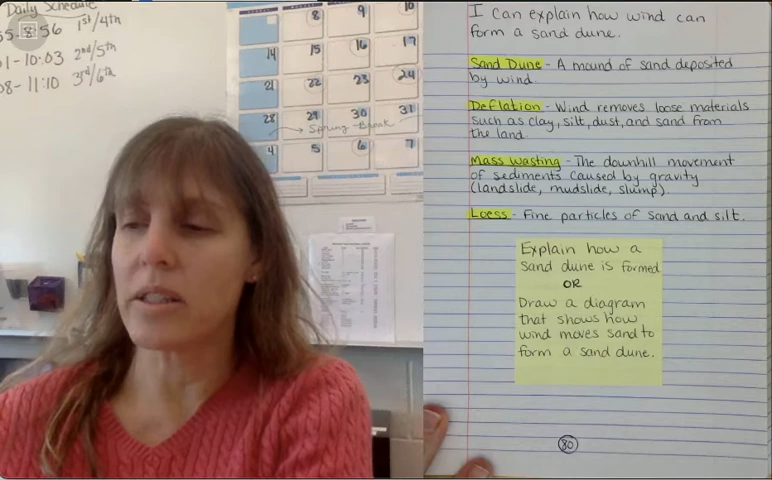 Daily Schedule
8:56 1st/4th
10:03 2nd/5th
11:10 3rd/6th
8 9 10
14 15 16 17
21 22 23 24
28 29 30 31
Spring Break
4 5 6 7
I can explain how wind can
form a sand dune.
Sand Dune - A mound of sand deposited
by wind.
Deflation - Wind removes loose materials
such as clay, silt, dust, and sand from
the land.
Mass Wasting - The downhill movement
of sediments caused by gravity
(landslide, mudslide, slump).
Loess - Fine particles of sand and silt.
Explain how a
sand dune is formed
OR
Draw a diagram
that shows how
wind moves sand to
form a sand dune.
80